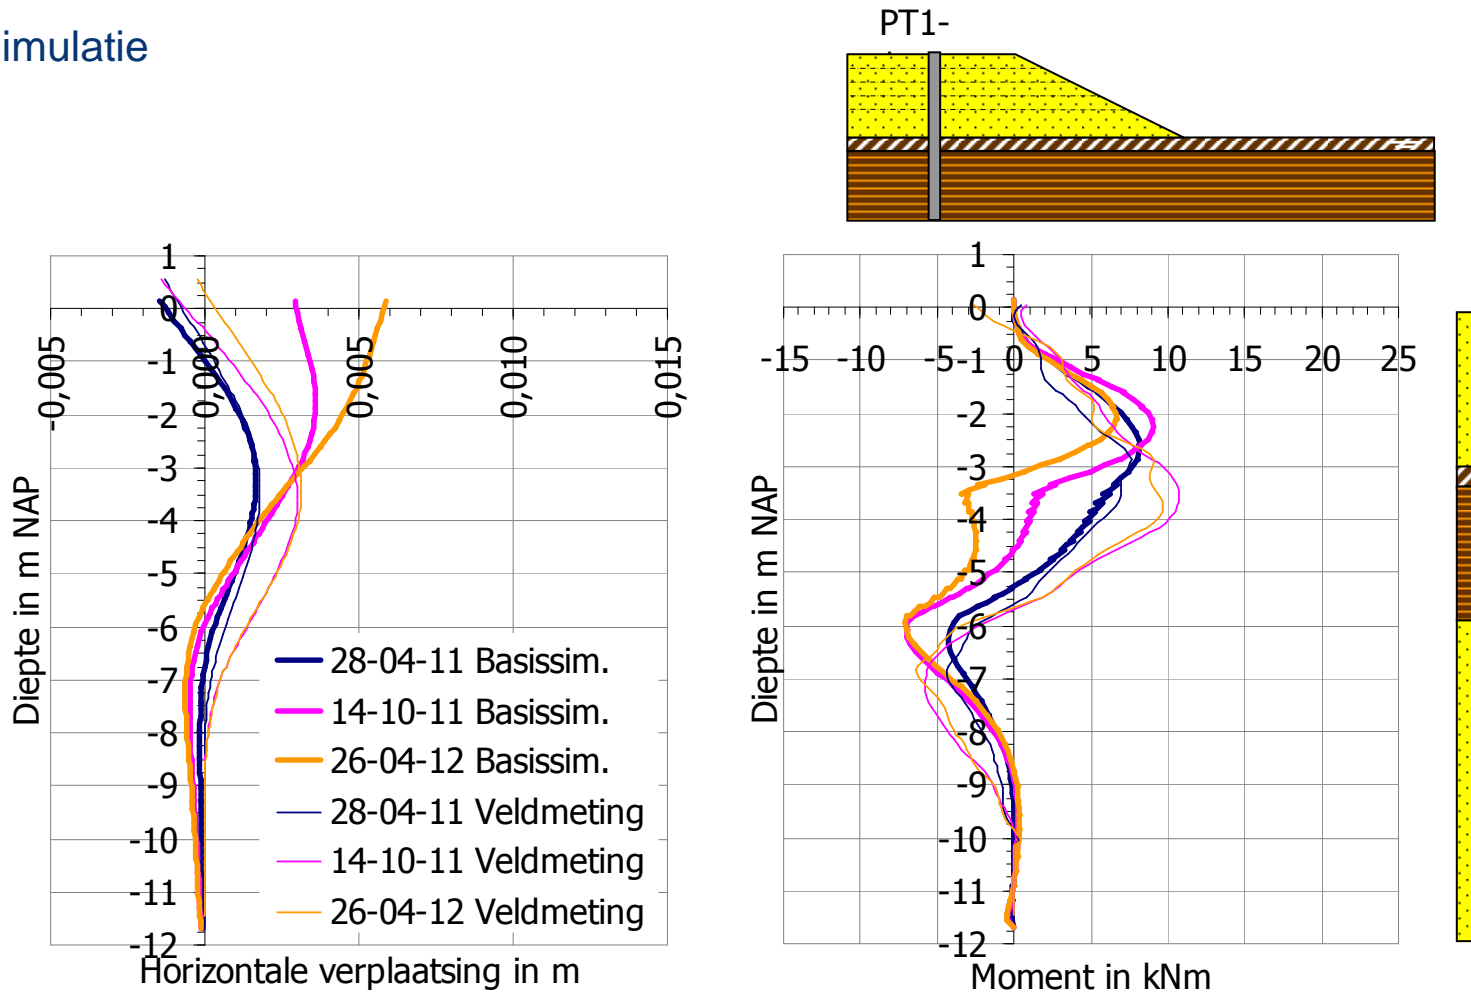 imulatie
PT1-
1
0
-1
-2
-3
-4
-5
-6
-7
-8
-9
-10
-11
-12
-0,005
0,000
0,005
0,010
0,015
Diepte in m NAP
Horizontale verplaatsing in m
28-04-11 Basissim.
14-10-11 Basissim.
26-04-12 Basissim.
28-04-11 Veldmeting
14-10-11 Veldmeting
26-04-12 Veldmeting
1
0
-1
-2
-3
-4
-5
-6
-7
-8
-9
-10
-11
-12
-15 -10 -5 0 5 10 15 20 25
Diepte in m NAP
Moment in kNm